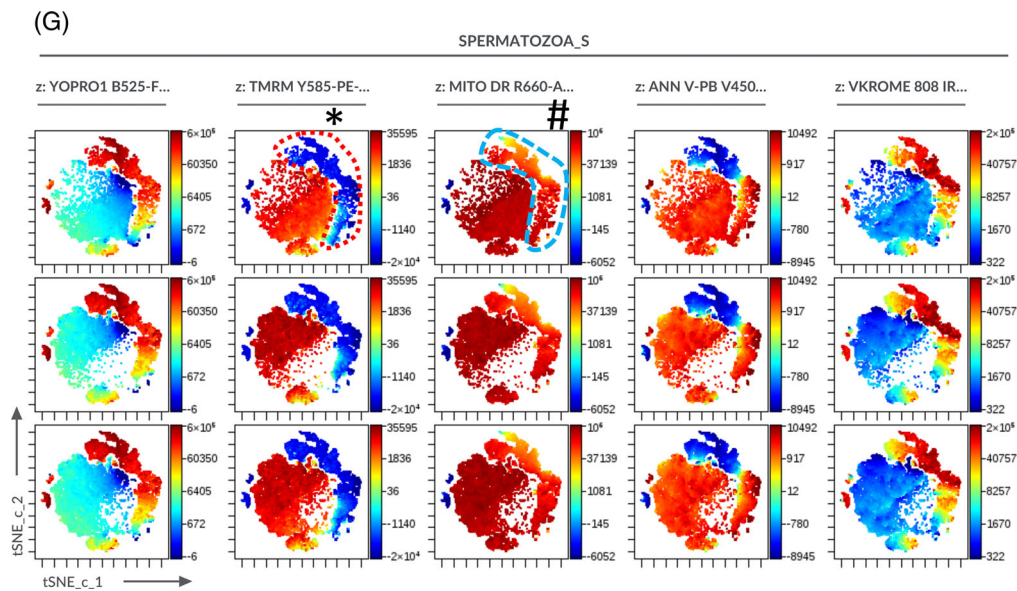 (G)
SPERMATOZOA_S
z: YOPRO1 B525-F... z: TMRM Y585-PE-... z: MITO DR R660-A... z: ANN V-PB V450... z: VKROME 808 IR...
* #
6×10⁵ 35595 10⁶ 10492 2×10⁵
60350 1836 37139 917 40757
6405 36 1081 12 8257
672 -1140 145 -780 1670
-6 -2×10⁴ -6052 -8945 322
6×10⁵ 35595 10⁶ 10492 2×10⁵
60350 1836 37139 917 40757
6405 36 1081 12 8257
672 -1140 145 -780 1670
-6 -2×10⁴ -6052 -8945 322
6×10⁵ 35595 10⁶ 10492 2×10⁵
60350 1836 37139 917 40757
6405 36 1081 12 8257
672 -1140 145 -780 1670
-6 -2×10⁴ -6052 -8945 322
tSNE_c_2
tSNE_c_1